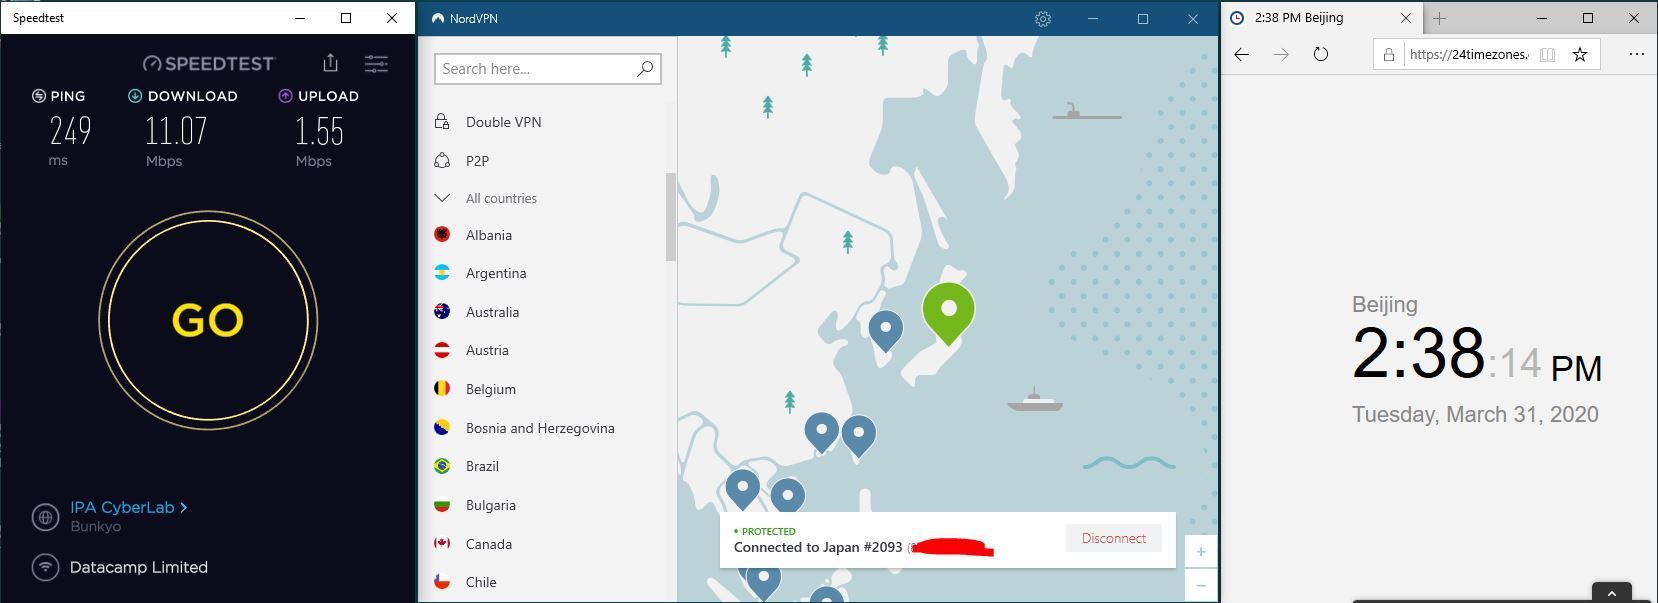 Speedtest
SPEEDTEST
PING
DOWNLOAD
UPLOAD
249
11.07
1.55
ms
Mbps
Mbps
GO
IPA CyberLab
Bunkyo
Datacamp Limited
NordVPN
Search here...
Double VPN
P2P
All countries
Albania
Argentina
Australia
Austria
Belgium
Bosnia and Herzegovina
Brazil
Bulgaria
Canada
Chile
PROTECTED
Connected to Japan #2093
Disconnect
2:38 PM Beijing
https://24timezones.
Beijing
2:38:14 PM
Tuesday, March 31, 2020